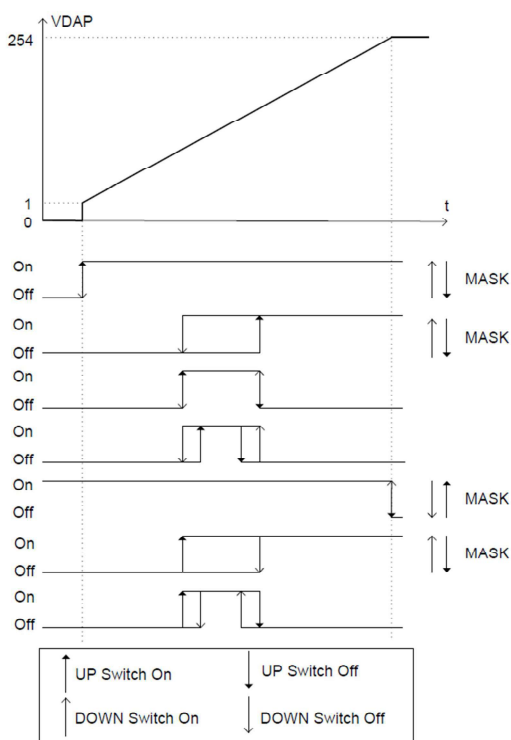 VDAP
254
1
t
0
On
Off
MASK
On
Off
MASK
On
Off
On
Off
On
Off
MASK
On
Off
MASK
On
Off
UP Switch On
UP Switch Off
DOWN Switch On
DOWN Switch Off